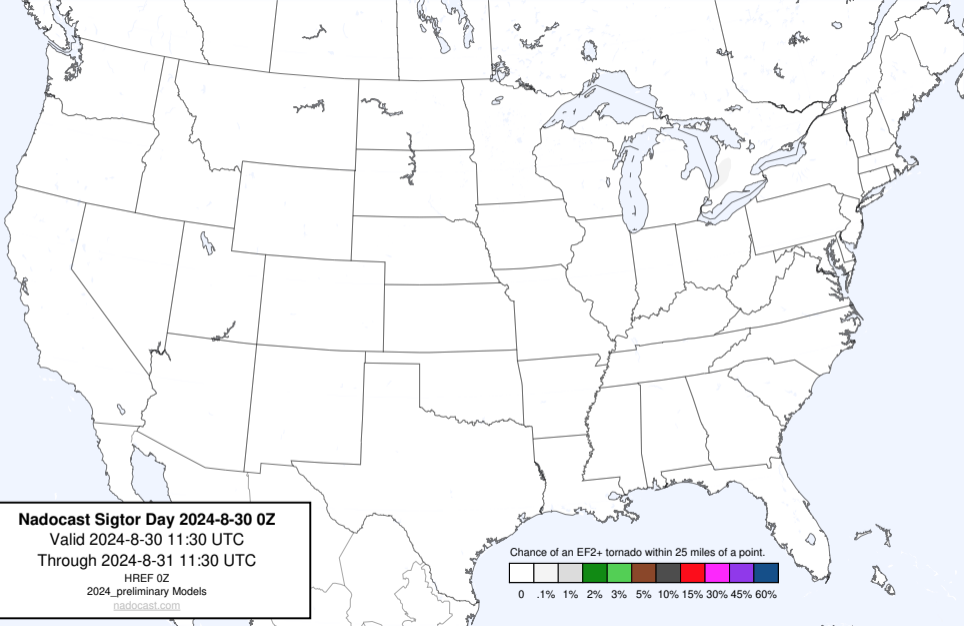 Nadocast Sigtor Day 2024-8-30 0Z
Valid 2024-8-30 11:30 UTC
Through 2024-8-31 11:30 UTC
HREF 0Z
2024_preliminary Models
nadocast.com
Chance of an EF2+ tornado within 25 miles of a point.
0 .1% 1% 2% 3% 5% 10% 15% 30% 45% 60%